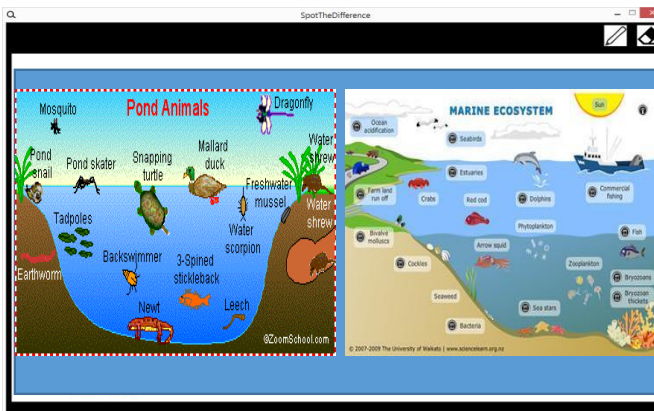 SpotTheDifference
Pond Animals
Mosquito
Dragonfly
Pond
snail
Pond skater
Snapping
turtle
Mallard
duck
Water
shrew
Freshwater
mussel
Water
shrew
Tadpoles
Water
scorpion
Earthworm
Backswimmer
3-Spined
stickleback
Newt
Leech
©ZoomSchool.com
MARINE ECOSYSTEM
Sun
Ocean
acidification
Seabirds
Estuaries
Farm land
run off
Crabs
Red cod
Dolphins
Commercial
fishing
Bivalve
molluscs
Phytoplankton
Fish
Arrow squid
Cockles
Zooplankton
Bryozoans
Seaweed
Bryozoan
thickets
Sea stars
Bacteria
© 2007-2009 The University of Waikato | www.sciencelearn.org.nz